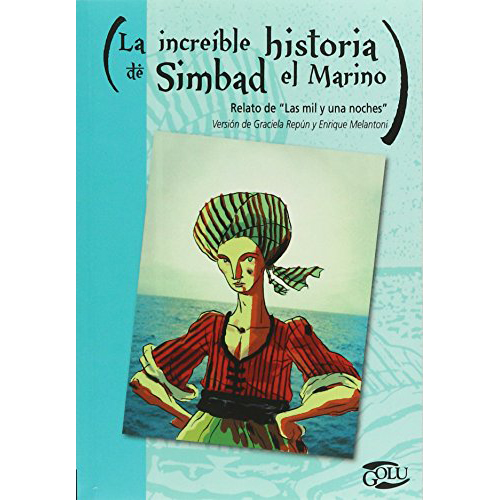 (La increíble historia
de Simbad el Marino)
Relato de "Las mil y una noches"
Versión de Graciela Repún y Enrique Melantoni
GOLU